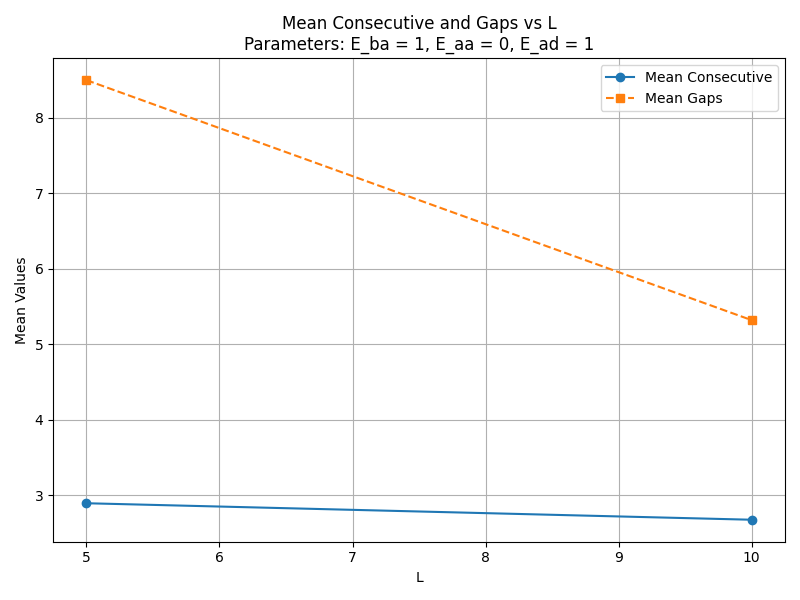 Mean Consecutive and Gaps vs L
Parameters: E_ba = 1, E_aa = 0, E_ad = 1
Mean Consecutive
Mean Gaps
Mean Values
8
7
6
5
4
3
5
6
7
8
9
10
L